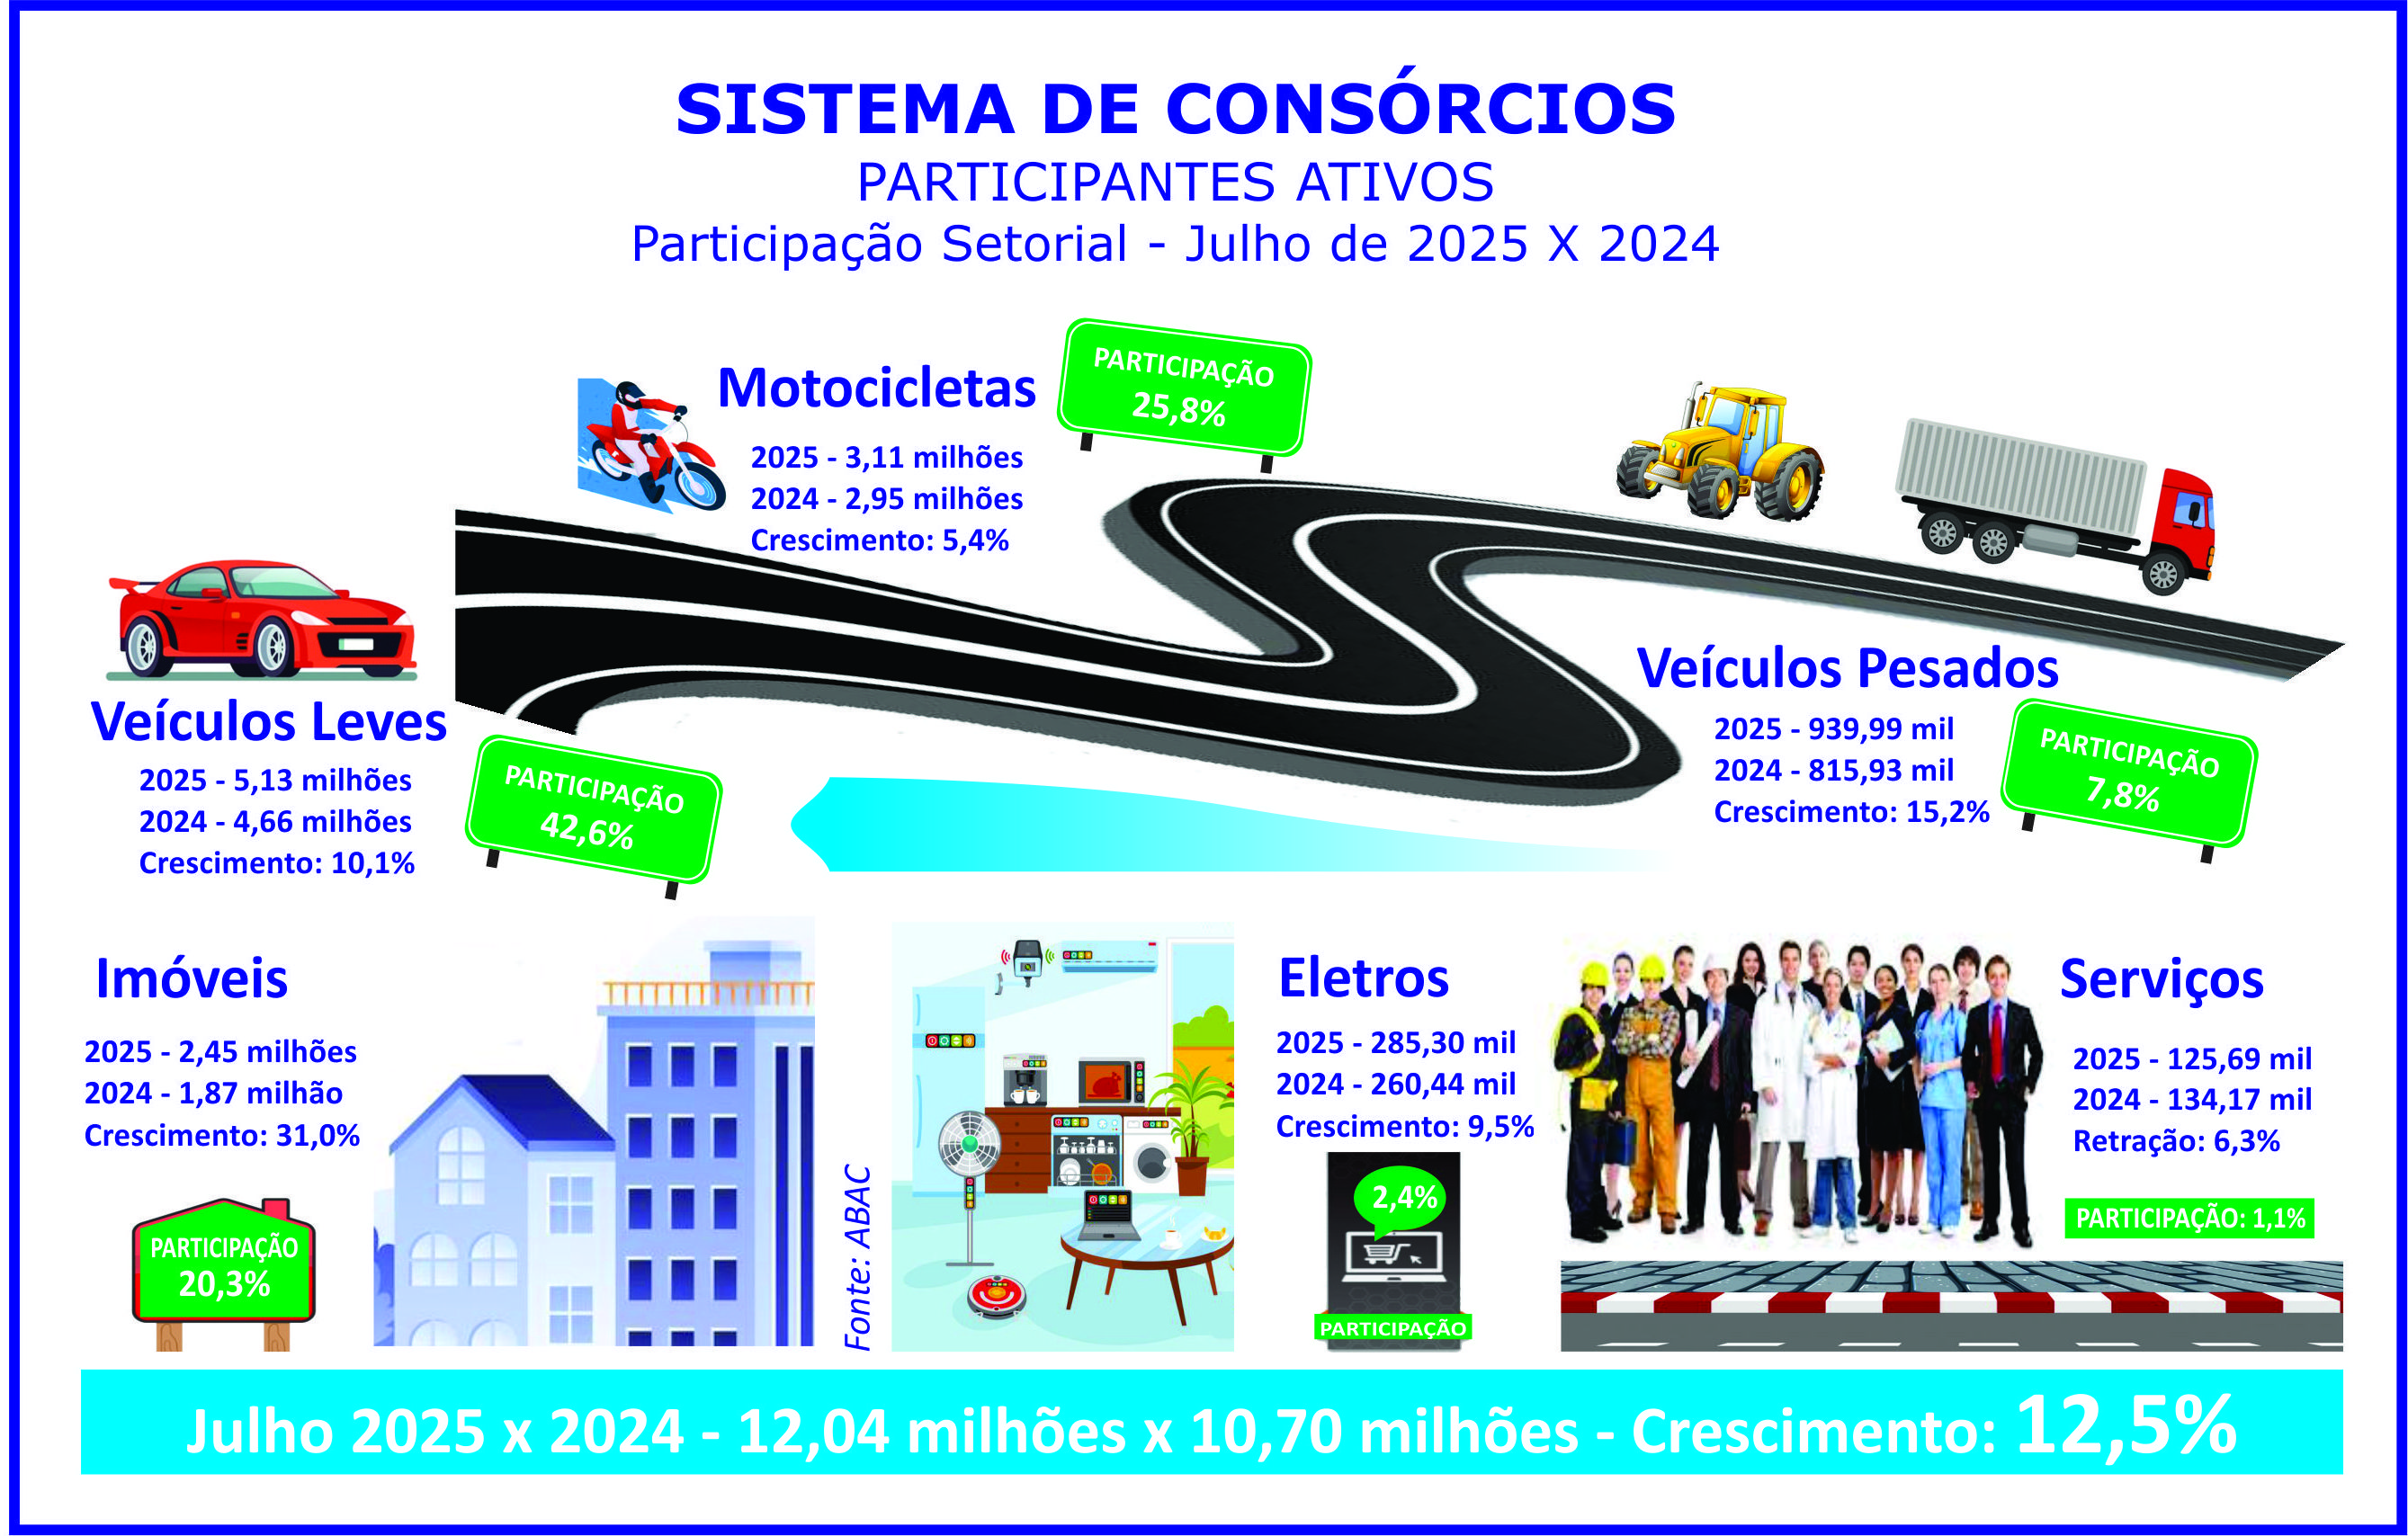 SISTEMA DE CONSÓRCIOS
PARTICIPANTES ATIVOS
Participação Setorial - Julho de 2025 X 2024
Motocicletas
2025 - 3,11 milhões
2024 - 2,95 milhões
Crescimento: 5,4%
PARTICIPAÇÃO
25,8%
Veículos Leves
2025 - 5,13 milhões
2024 - 4,66 milhões
Crescimento: 10,1%
PARTICIPAÇÃO
42,6%
Veículos Pesados
2025 - 939,99 mil
2024 - 815,93 mil
Crescimento: 15,2%
PARTICIPAÇÃO
7,8%
Imóveis
2025 - 2,45 milhões
2024 - 1,87 milhão
Crescimento: 31,0%
PARTICIPAÇÃO
20,3%
Fonte: ABAC
Eletros
2025 - 285,30 mil
2024 - 260,44 mil
Crescimento: 9,5%
2,4%
PARTICIPAÇÃO
Serviços
2025 - 125,69 mil
2024 - 134,17 mil
Retração: 6,3%
PARTICIPAÇÃO: 1,1%
Julho 2025 x 2024 - 12,04 milhões x 10,70 milhões - Crescimento: 12,5%